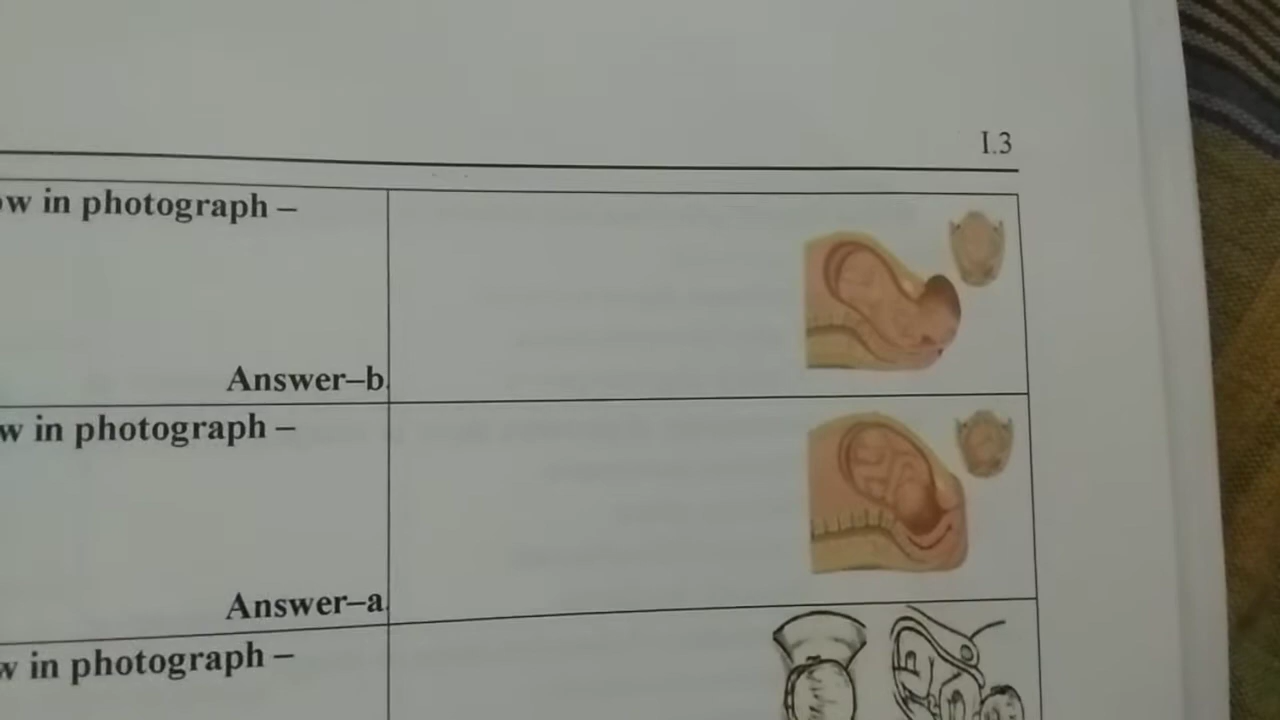 I.3
in photograph –
Answer–b
in photograph –
Answer–a
in photograph –